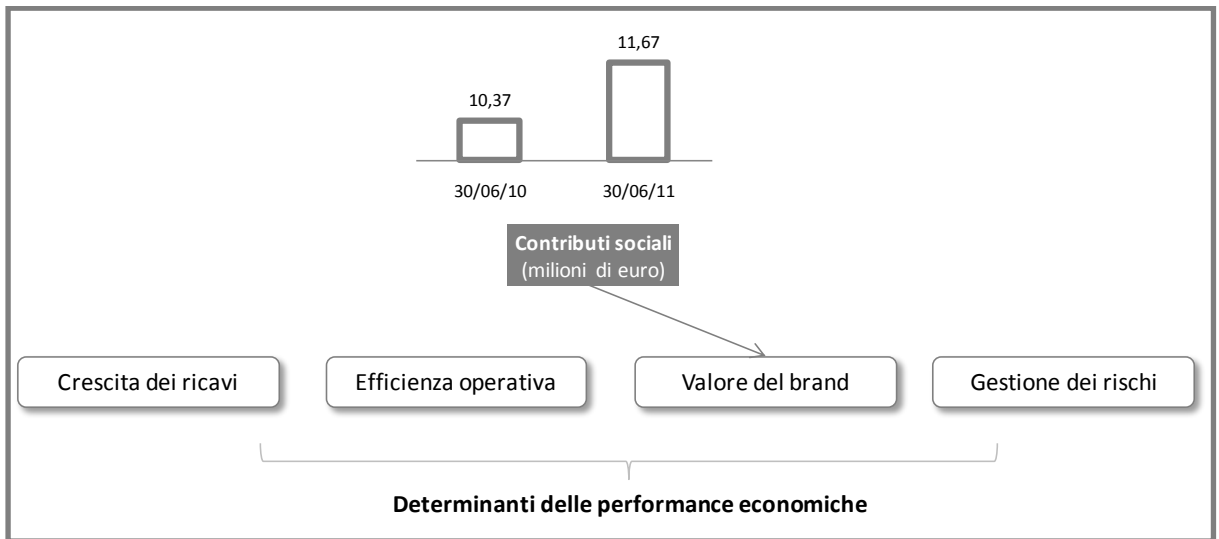 11,67
10,37
30/06/10
30/06/11
Contributi sociali
(milioni di euro)
Crescita dei ricavi
Efficienza operativa
Valore del brand
Gestione dei rischi
Determinanti delle performance economiche